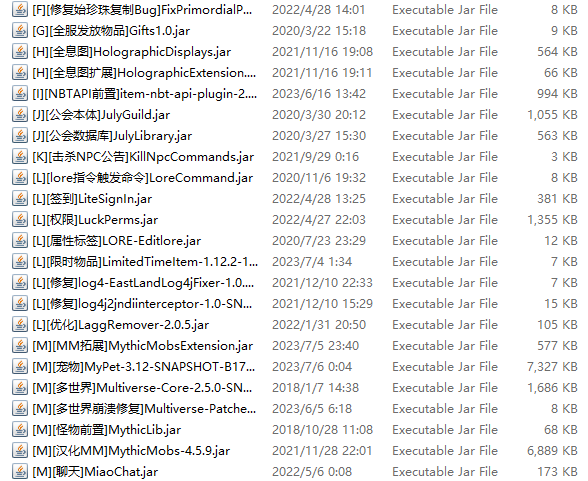 [F][修复始珍珠复制Bug]FixPrimordialP... 2022/4/28 14:01 Executable Jar File 8 KB
[G][全服发放物品]Gifts1.0.jar 2020/3/22 15:18 Executable Jar File 9 KB
[H][全息图]HolographicDisplays.jar 2021/11/16 19:08 Executable Jar File 564 KB
[H][全息图扩展]HolographicExtension.... 2021/11/16 19:11 Executable Jar File 66 KB
[I][NBTAPI前置]item-nbt-api-plugin-2.... 2023/6/16 13:42 Executable Jar File 994 KB
[J][公会本体]JulyGuild.jar 2020/3/30 20:12 Executable Jar File 1,055 KB
[J][公会数据库]JulyLibrary.jar 2020/3/27 15:30 Executable Jar File 563 KB
[K][击杀NPC公告]KillNpcCommands.jar 2021/9/29 0:16 Executable Jar File 3 KB
[L][lore指令触发命令]LoreCommand.jar 2020/11/6 19:32 Executable Jar File 8 KB
[L][签到]LiteSignIn.jar 2022/4/28 13:25 Executable Jar File 381 KB
[L][权限]LuckPerms.jar 2022/4/27 22:03 Executable Jar File 1,355 KB
[L][属性标签]LORE-Editlore.jar 2020/7/23 23:29 Executable Jar File 12 KB
[L][限时物品]LimitedTimeItem-1.12.2-1... 2023/7/4 1:34 Executable Jar File 7 KB
[L][修复]log4-EastLandLog4jFixer-1.0.... 2021/12/10 22:33 Executable Jar File 7 KB
[L][修复]log4j2jndiinterceptor-1.0-SN... 2021/12/10 15:29 Executable Jar File 15 KB
[L][优化]LaggRemover-2.0.5.jar 2022/1/31 20:50 Executable Jar File 105 KB
[M][MM拓展]MythicMobsExtension.jar 2023/7/5 23:40 Executable Jar File 577 KB
[M][宠物]MyPet-3.12-SNAPSHOT-B17... 2023/7/6 0:04 Executable Jar File 7,327 KB
[M][多世界]Multiverse-Core-2.5.0-SN... 2018/1/7 14:38 Executable Jar File 1,686 KB
[M][多世界崩溃修复]Multiverse-Patche... 2023/6/5 6:18 Executable Jar File 8 KB
[M][怪物前置]MythicLib.jar 2018/10/28 11:08 Executable Jar File 68 KB
[M][汉化MM]MythicMobs-4.5.9.jar 2021/11/28 22:01 Executable Jar File 6,889 KB
[M][聊天]MiaoChat.jar 2022/5/6 0:08 Executable Jar File 173 KB